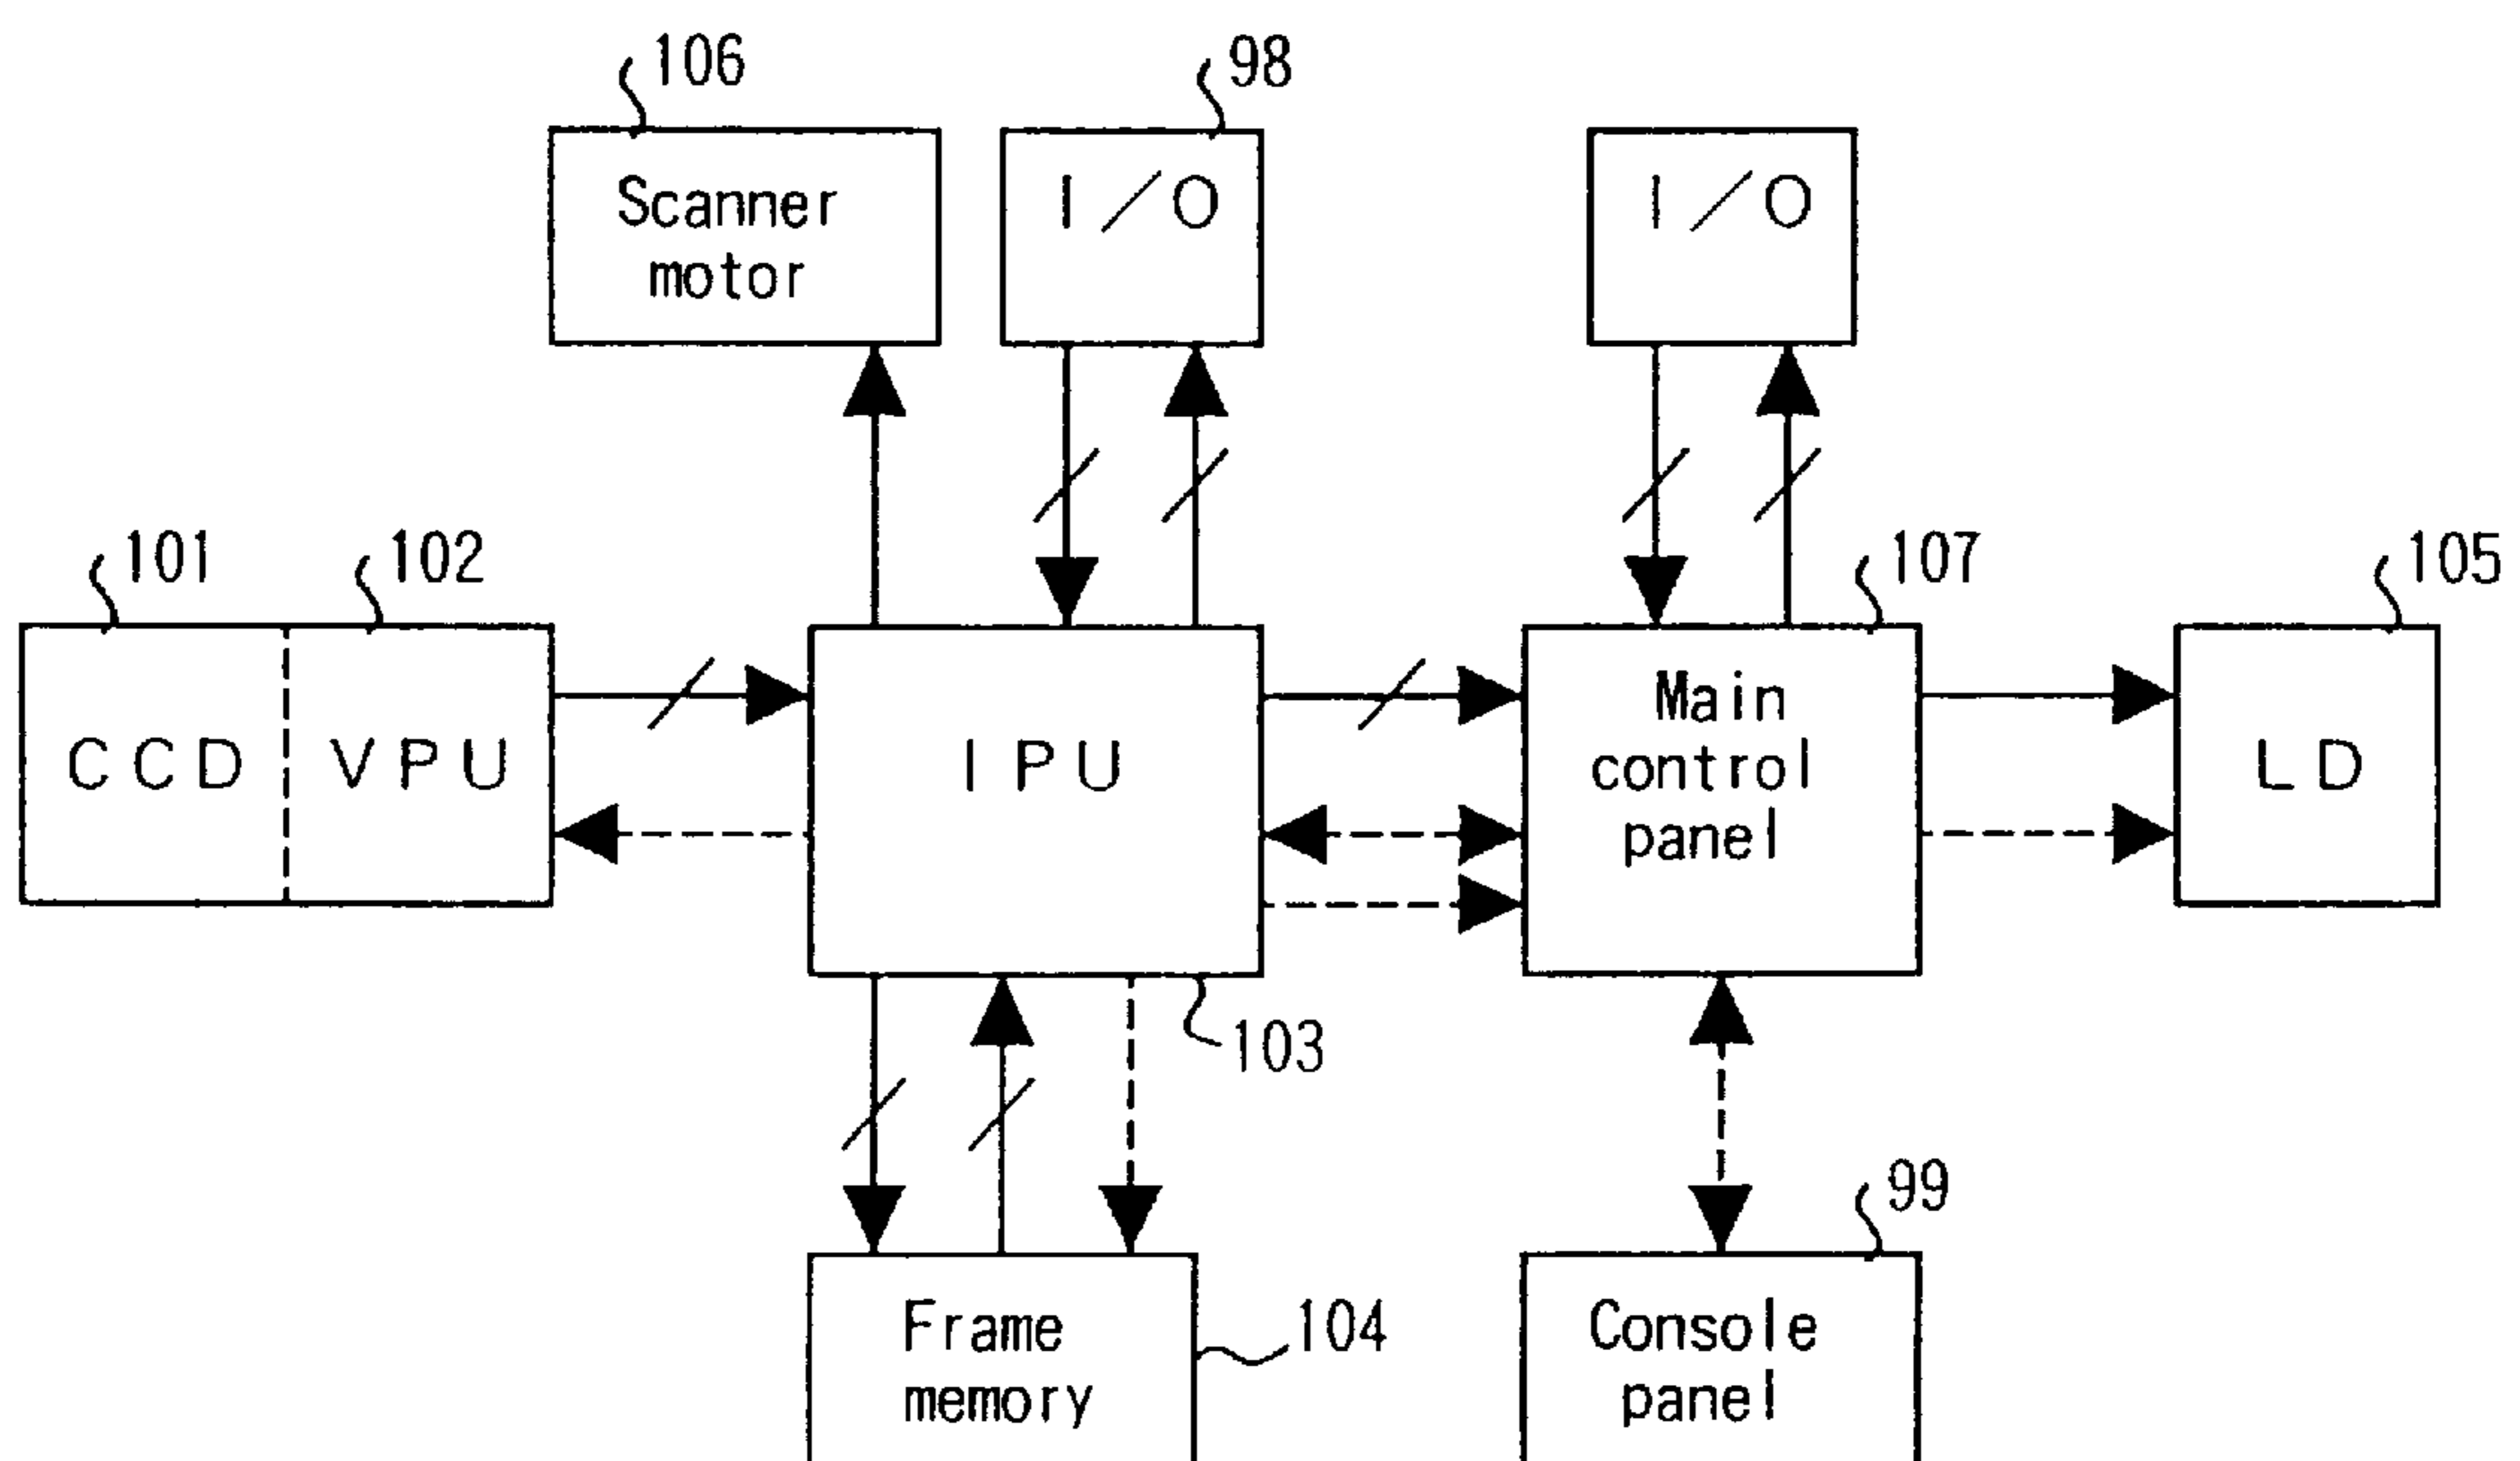 106
98
Scanner
motor
I/O
I/O
101
102
107
105
CCD
VPU
IPU
Main
control
panel
LD
103
99
Frame
memory
104
Console
panel